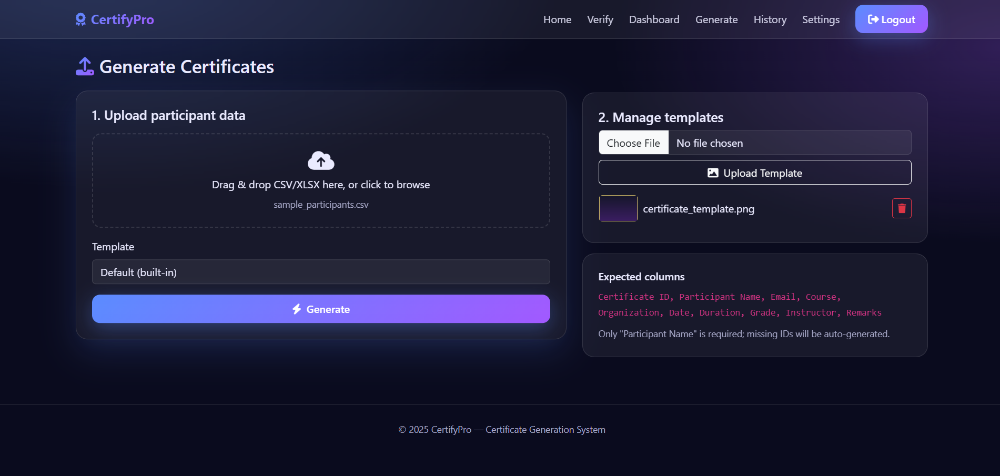 CertifyPro
Home
Verify
Dashboard
Generate
History
Settings
Logout
Generate Certificates
1. Upload participant data
Drag & drop CSV/XLSX here, or click to browse
sample_participants.csv
Template
Default (built-in)
Generate
2. Manage templates
Choose File No file chosen
Upload Template
certificate_template.png
Expected columns
Certificate ID, Participant Name, Email, Course,
Organization, Date, Duration, Grade, Instructor, Remarks
Only "Participant Name" is required; missing IDs will be auto-generated.
© 2025 CertifyPro — Certificate Generation System